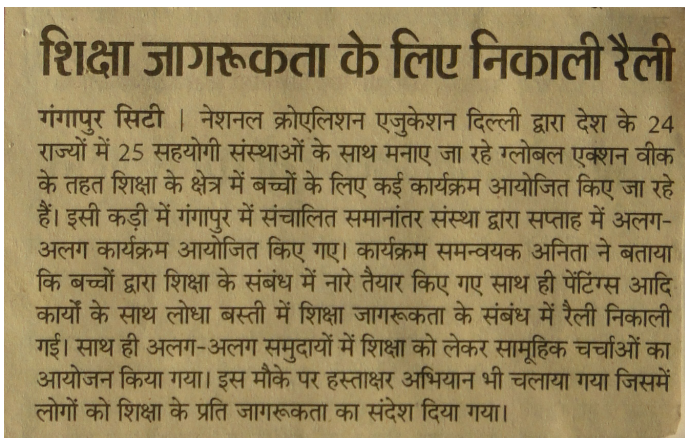 शिक्षा जागरूकता के लिए निकाली रैली
गंगापुर सिटी | नेशनल क्रोएलिशन एजुकेशन दिल्ली द्वारा देश के 24
राज्यों में 25 सहयोगी संस्थाओं के साथ मनाए जा रहे ग्लोबल एक्शन वीक
के तहत शिक्षा के क्षेत्र में बच्चों के लिए कई कार्यक्रम आयोजित किए जा रहे
हैं। इसी कड़ी में गंगापुर में संचालित समानांतर संस्था द्वारा सप्ताह में अलग-
अलग कार्यक्रम आयोजित किए गए। कार्यक्रम समन्वयक अनिता ने बताया
कि बच्चों द्वारा शिक्षा के संबंध में नारे तैयार किए गए साथ ही पेंटिंग्स आदि
कार्यों के साथ लोधा बस्ती में शिक्षा जागरूकता के संबंध में रैली निकाली
गई। साथ ही अलग-अलग समुदायों में शिक्षा को लेकर सामूहिक चर्चाओं का
आयोजन किया गया। इस मौके पर हस्ताक्षर अभियान भी चलाया गया जिसमें
लोगों को शिक्षा के प्रति जागरूकता का संदेश दिया गया।